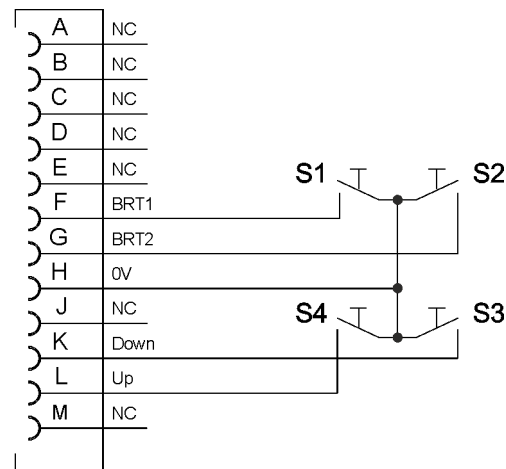 A NC
B NC
C NC
D NC
E NC
S1 S2
F BRT1
G BRT2
H 0V
J NC
S4 S3
K Down
L Up
M NC